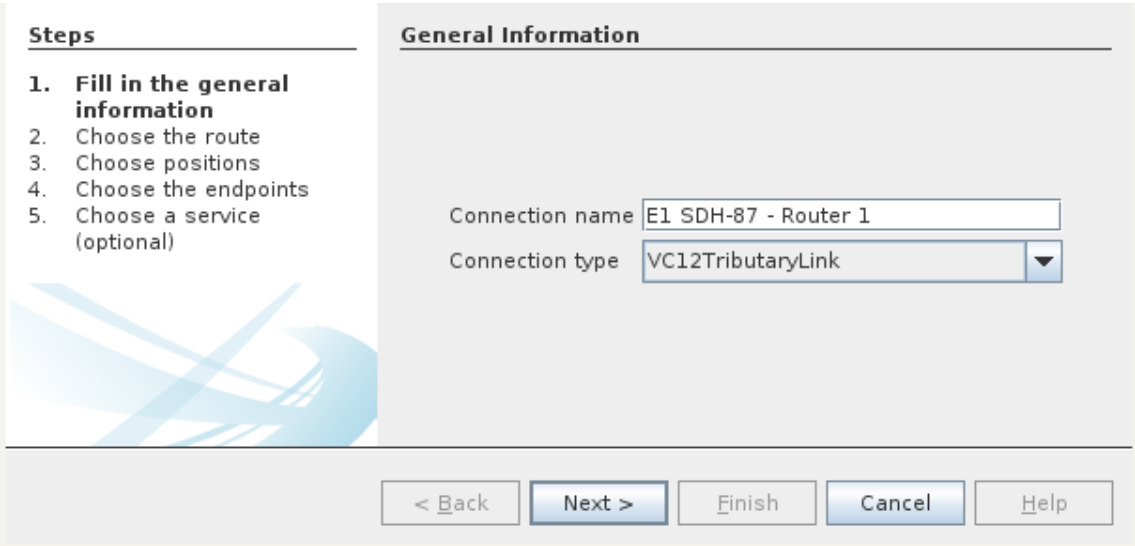 Steps
1. Fill in the general
information
2. Choose the route
3. Choose positions
4. Choose the endpoints
5. Choose a service
(optional)
General Information
Connection name E1 SDH-87 - Router 1
Connection type VC12TributaryLink
< Back Next > Finish Cancel Help